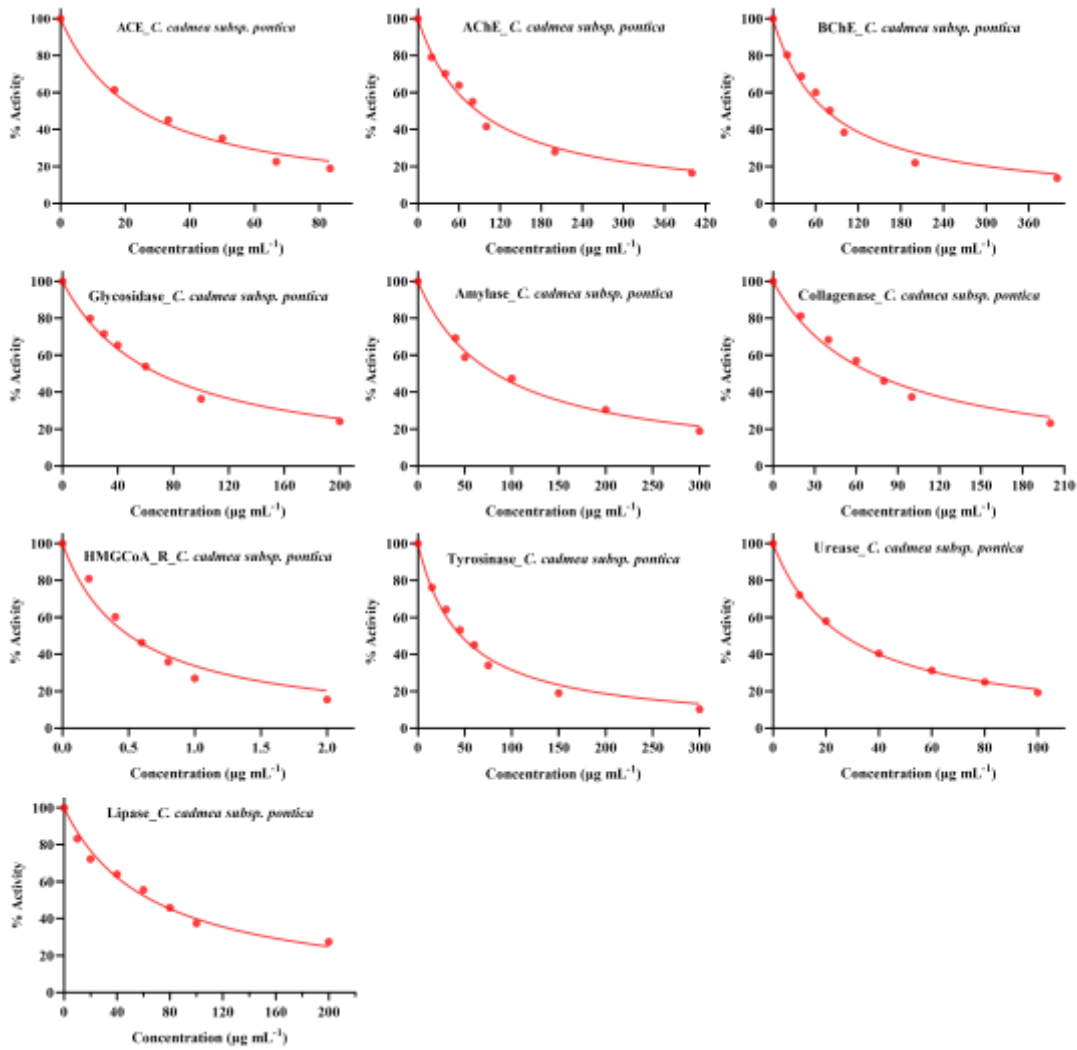 ACE_C. cadmea subsp. pontica
100
80
60
40
20
0
% Activity
0 20 40 60 80
Concentration (µg mL⁻¹)
AChE_C. cadmea subsp. pontica
100
80
60
40
20
0
% Activity
0 60 120 180 240 300 360 420
Concentration (µg mL⁻¹)
BChE_C. cadmea subsp. pontica
100
80
60
40
20
0
% Activity
0 60 120 180 240 300 360
Concentration (µg mL⁻¹)
Glycosidase_C. cadmea subsp. pontica
100
80
60
40
20
0
% Activity
0 40 80 120 160 200
Concentration (µg mL⁻¹)
Amylase_C. cadmea subsp. pontica
100
80
60
40
20
0
% Activity
0 50 100 150 200 250 300
Concentration (µg mL⁻¹)
Collagenase_C. cadmea subsp. pontica
100
80
60
40
20
0
% Activity
0 30 60 90 120 150 180 210
Concentration (µg mL⁻¹)
HMGCoA_R_C. cadmea subsp. pontica
100
80
60
40
20
0
% Activity
0.0 0.5 1.0 1.5 2.0
Concentration (µg mL⁻¹)
Tyrosinase_C. cadmea subsp. pontica
100
80
60
40
20
0
% Activity
0 50 100 150 200 250 300
Concentration (µg mL⁻¹)
Urease_C. cadmea subsp. pontica
100
80
60
40
20
0
% Activity
0 20 40 60 80 100
Concentration (µg mL⁻¹)
Lipase_C. cadmea subsp. pontica
100
80
60
40
20
0
% Activity
0 40 80 120 160 200
Concentration (µg mL⁻¹)